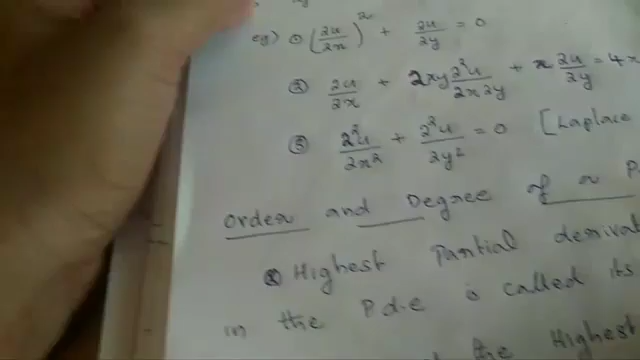 eg) ① (∂u/∂x)² + ∂u/∂y = 0
② ∂u/∂x + 2xy ∂²u/∂x∂y + x ∂u/∂y = 4x
③ ∂²u/∂x² + ∂²u/∂y² = 0 [Laplace
Order and Degree of a P
Highest Partial derivat
in the P.d.e is called its
the Highest